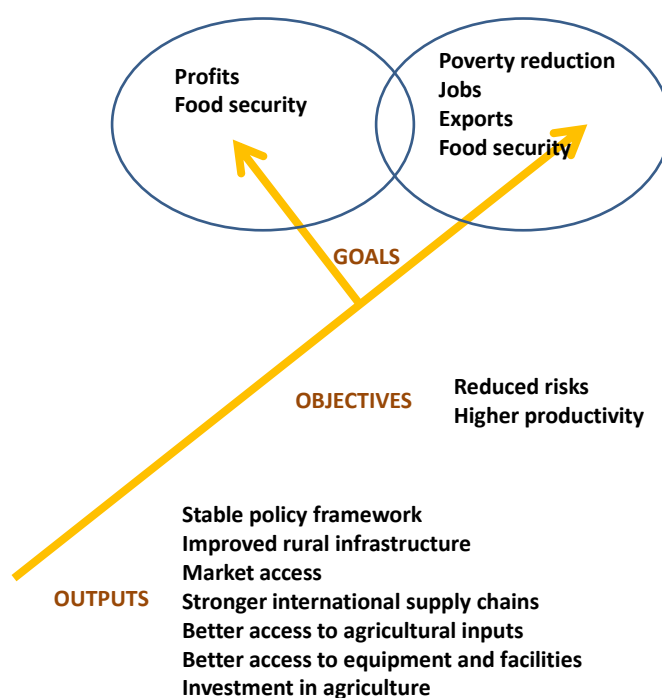 Profits
Food security
Poverty reduction
Jobs
Exports
Food security
GOALS
OBJECTIVES
Reduced risks
Higher productivity
OUTPUTS
Stable policy framework
Improved rural infrastructure
Market access
Stronger international supply chains
Better access to agricultural inputs
Better access to equipment and facilities
Investment in agriculture